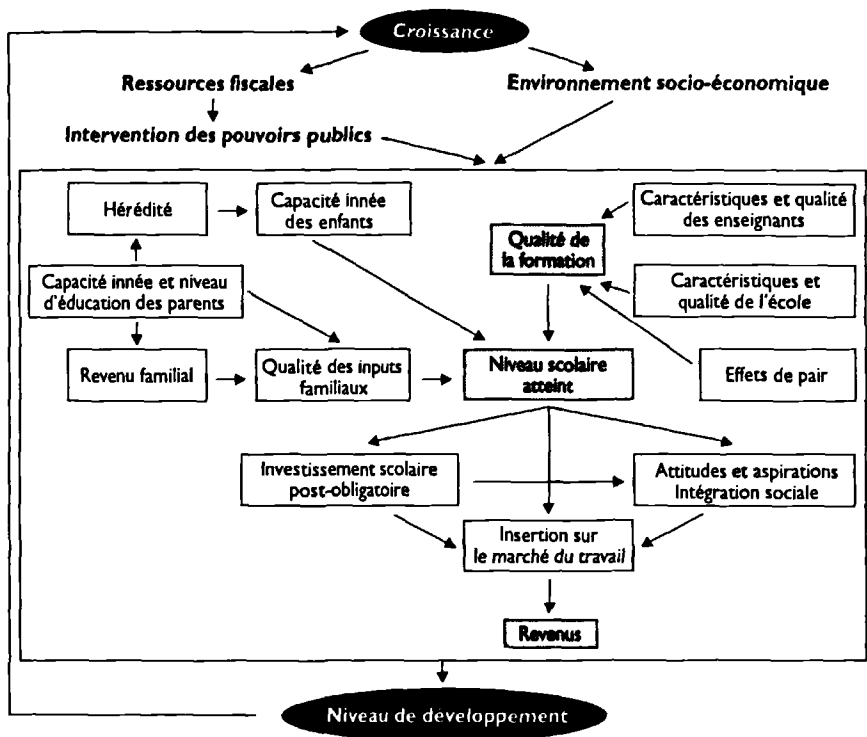 Croissance
Ressources fiscales
Environnement socio-économique
Intervention des pouvoirs publics
Hérédité
Capacité innée
des enfants
Caractéristiques et qualité
des enseignants
Qualité de
la formation
Capacité innée et niveau
d'éducation des parents
Caractéristiques et
qualité de l'école
Revenu familial
Qualité des inputs
familiaux
Niveau scolaire
atteint
Effets de pair
Investissement scolaire
post-obligatoire
Attitudes et aspirations
Intégration sociale
Insertion sur
le marché du travail
Revenus
Niveau de développement